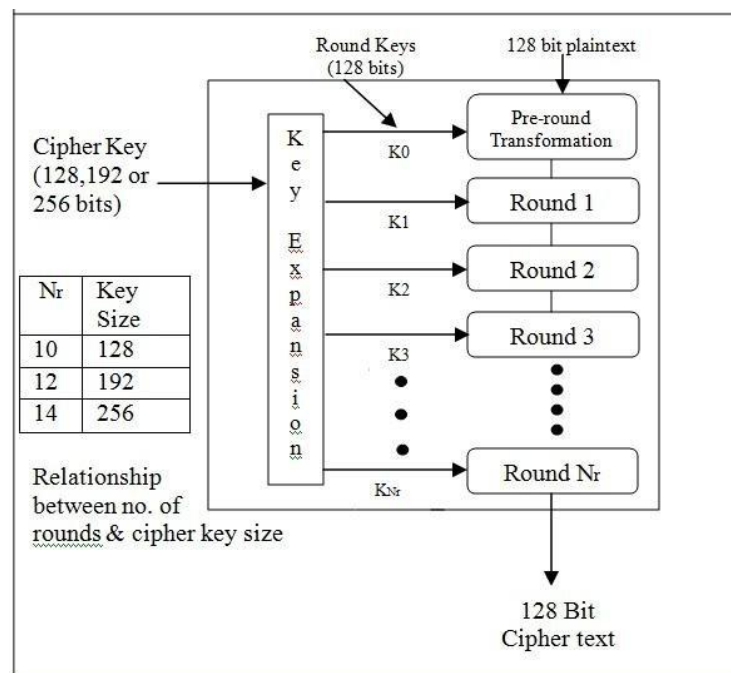 Round Keys
(128 bits)
128 bit plaintext
Cipher Key
(128,192 or
256 bits)
Key Expansion
Pre-round
Transformation
K0
Round 1
K1
Round 2
K2
Round 3
K3
Nr Key
Size
10 128
12 192
14 256
Round Nr
KNr
Relationship
between no. of
rounds & cipher key size
128 Bit
Cipher text